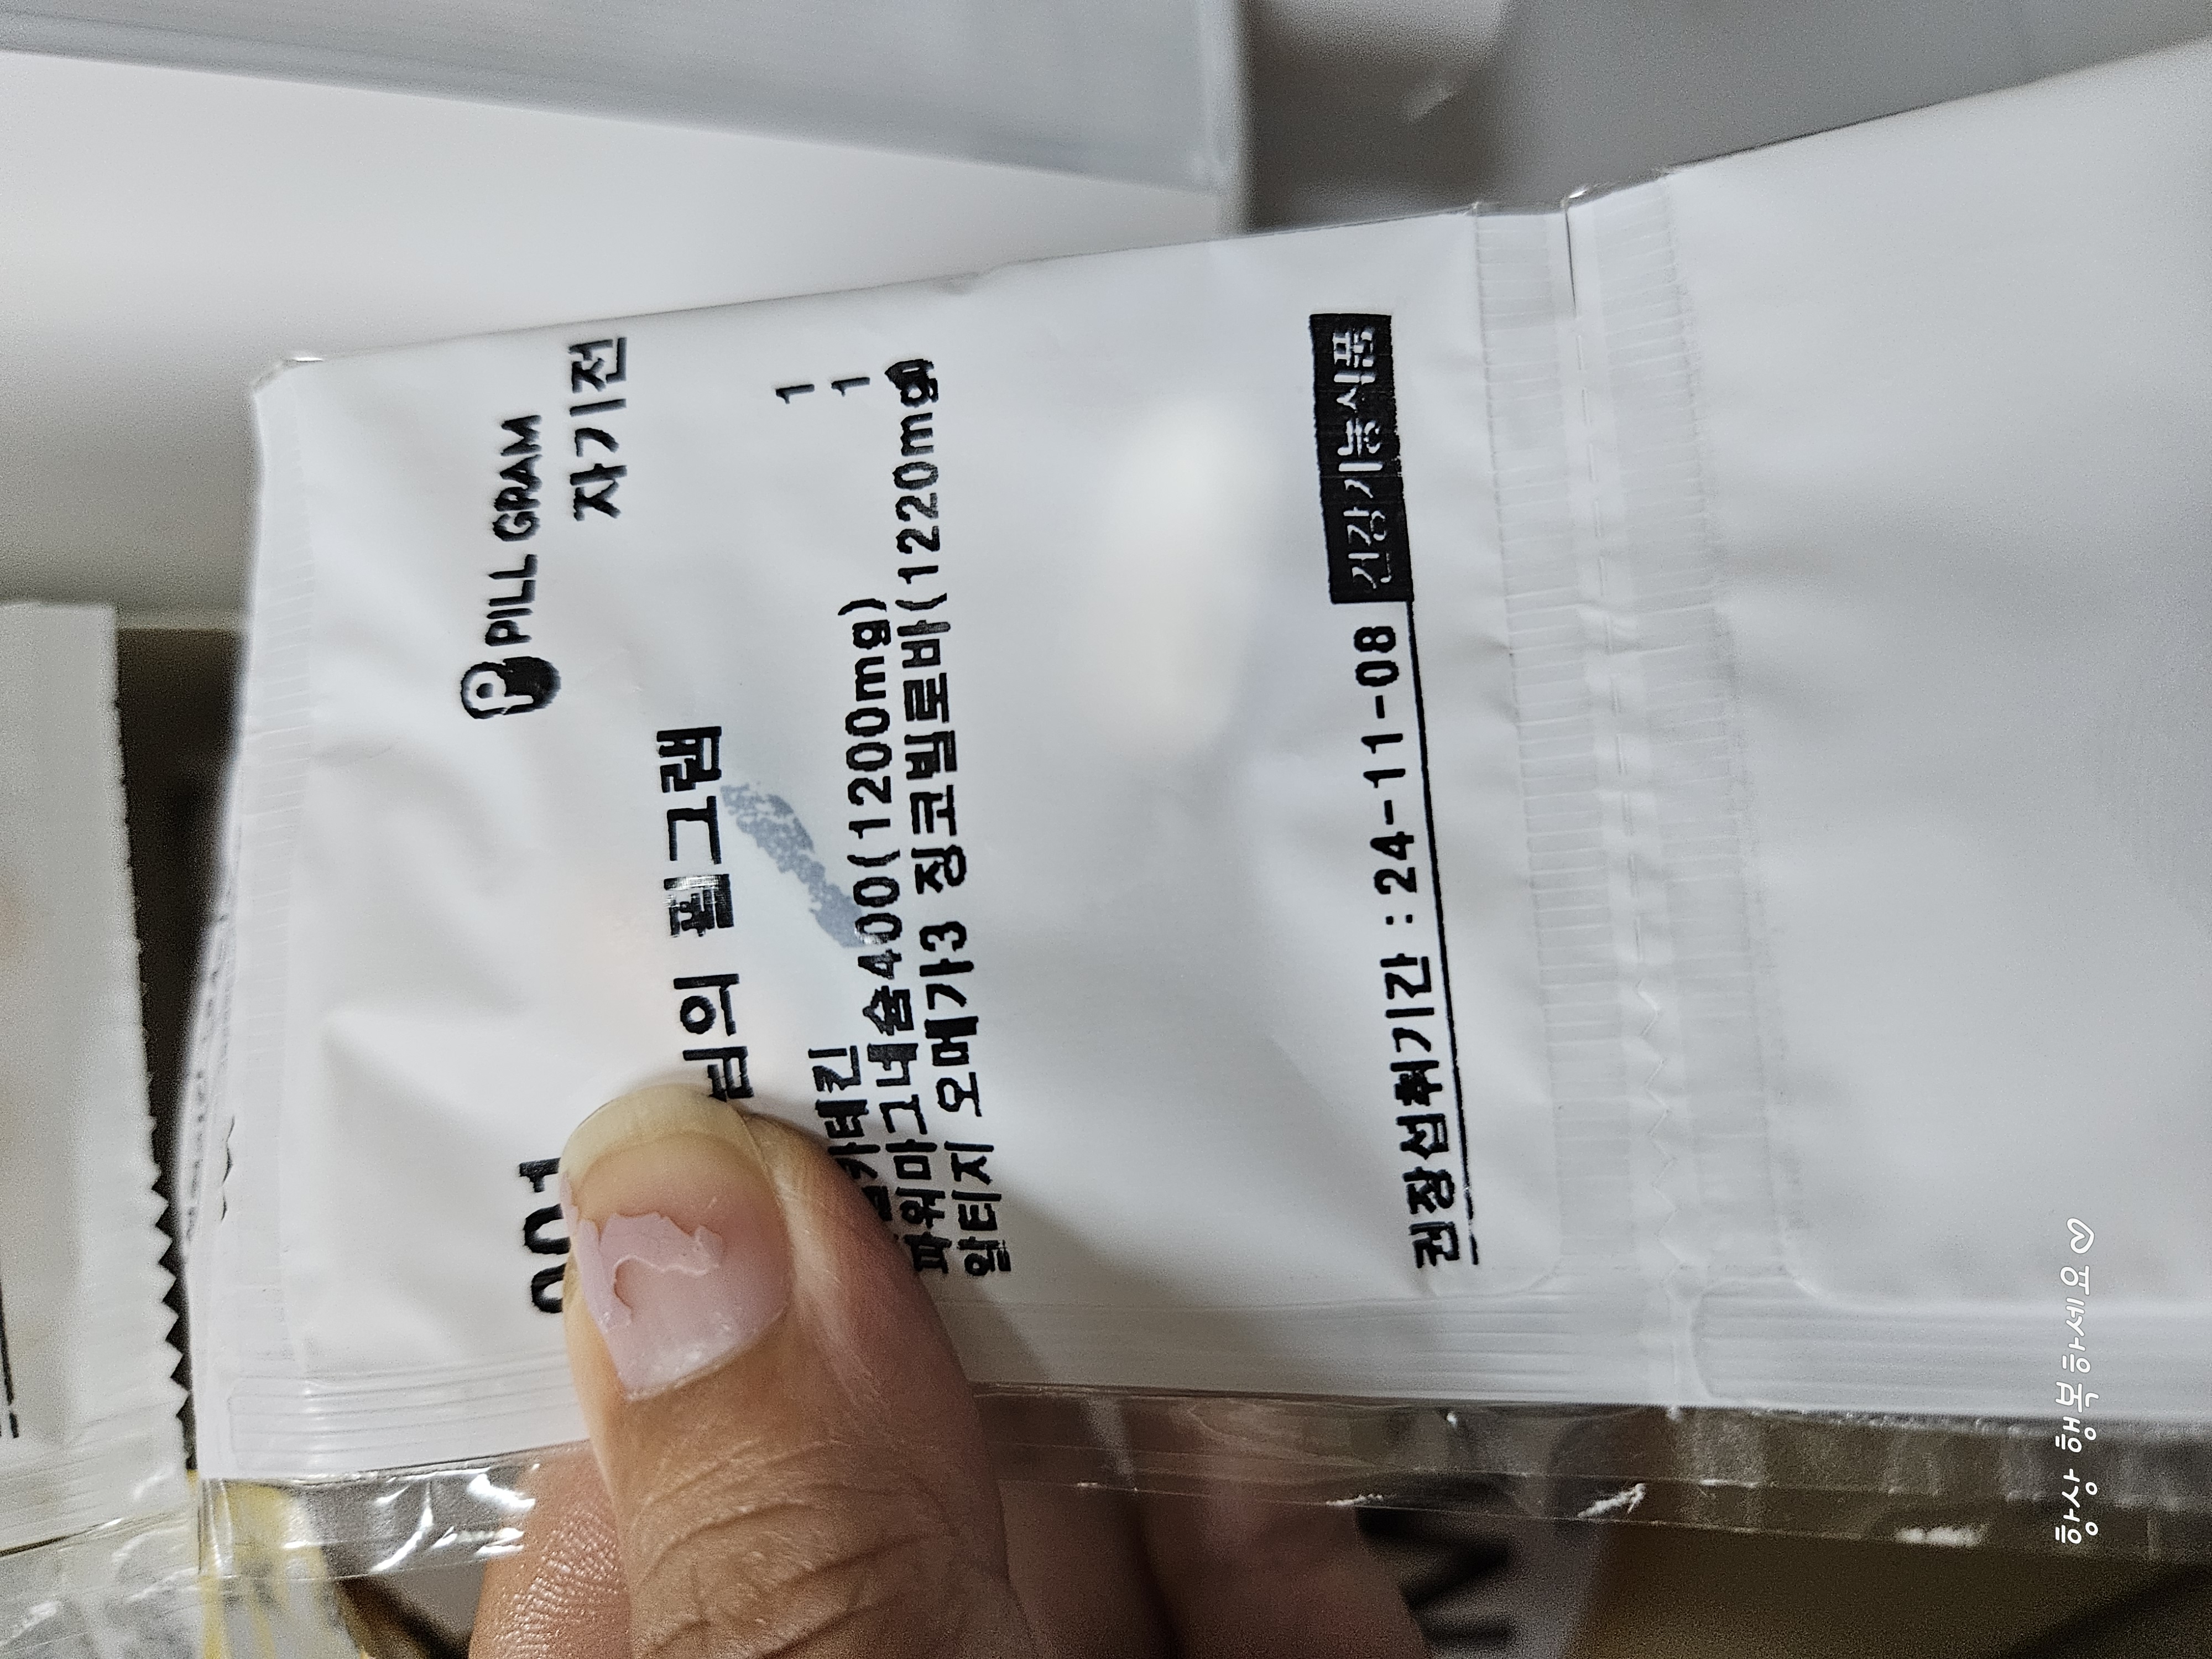 PILL GRAM
자기전
001
님의 필그램
카테킨 1
파워마그네슘400(1200mg) 1
알티지 오메가3 징코빌로바(1220mg)
권장섭취기간 : 24-11-08 건강기능식품
항상 행복하세요♡